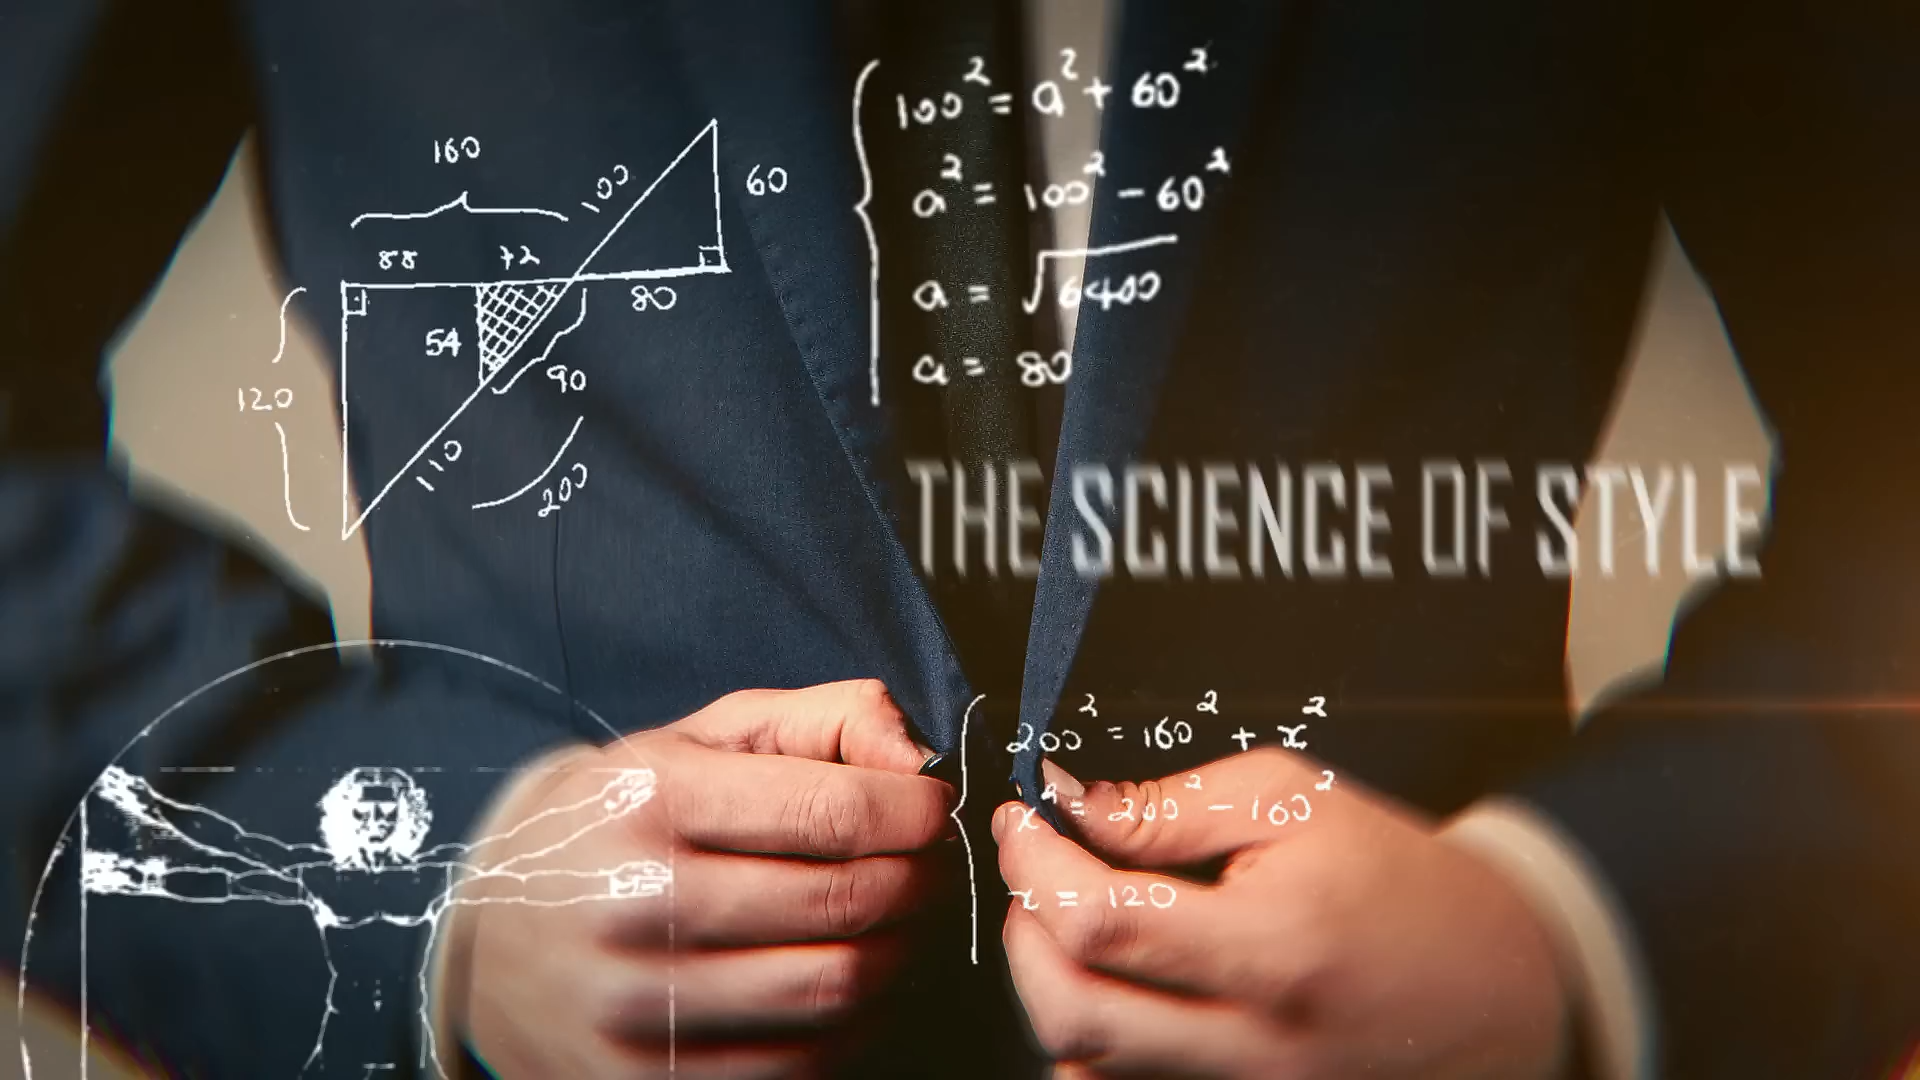 160
100
60
88 72
80
54
120
90
110
200
100² = a² + 60²
a² = 100² - 60²
a = √6400
a = 80
THE SCIENCE OF STYLE
200² = 160² + x²
x² = 200² - 160²
x = 120